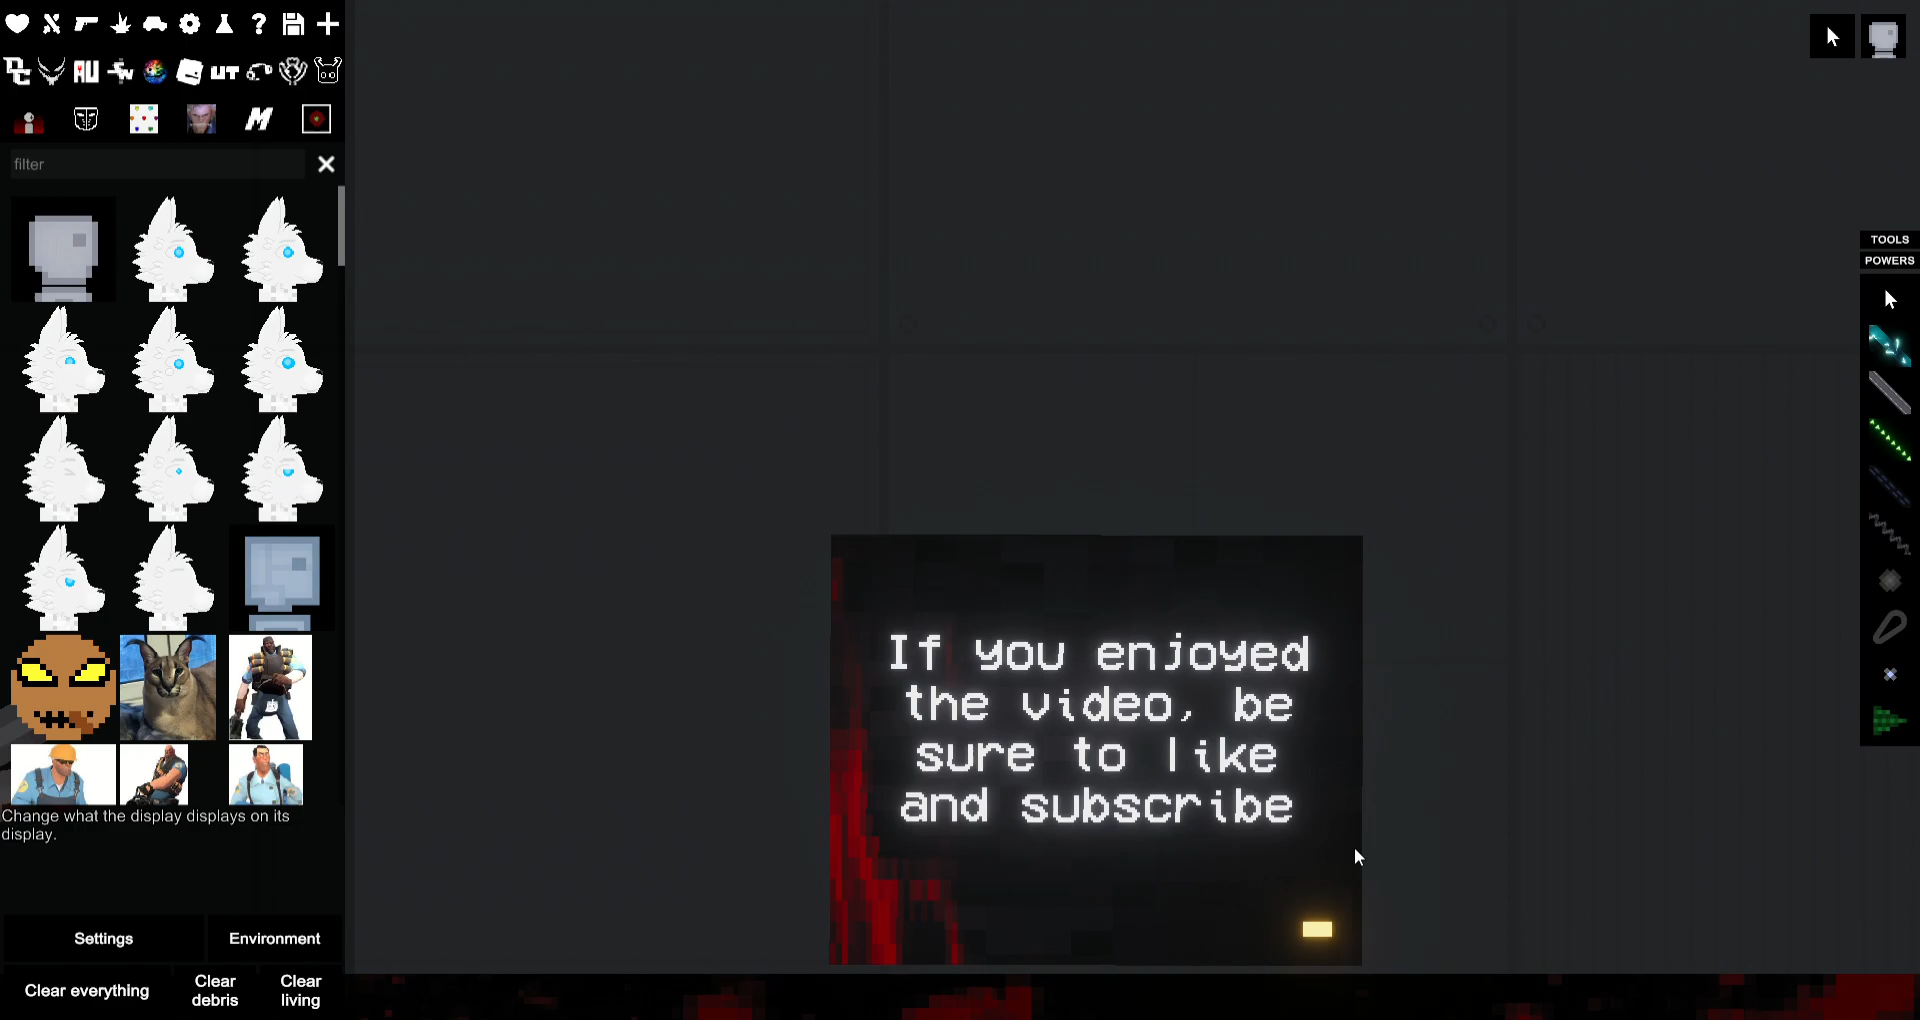 filter
Change what the display displays on its
display.
Settings
Environment
Clear everything
Clear
debris
Clear
living
If you enjoyed
the video, be
sure to like
and subscribe
TOOLS
POWERS